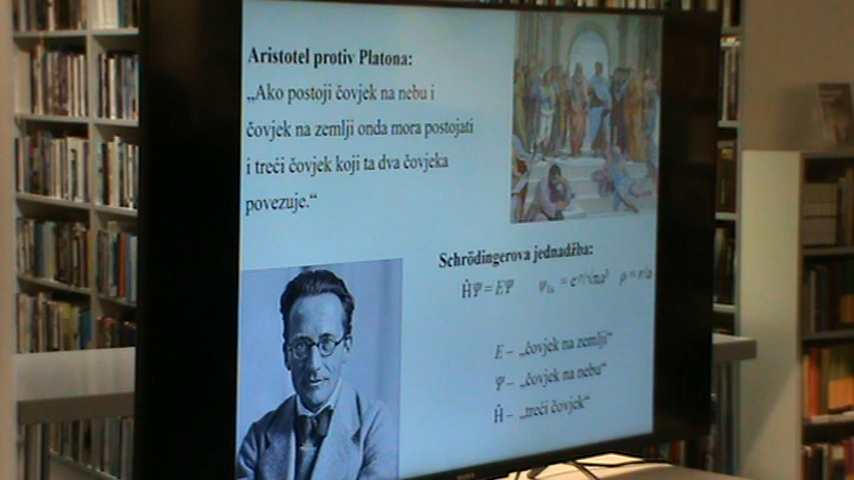 Aristotel protiv Platona:
„Ako postoji čovjek na nebu i
čovjek na zemlji onda mora postojati
i treći čovjek koji ta dva čovjeka
povezuje.“
Schrödingerova jednadžba:
ĤΨ = EΨ
E – „čovjek na zemlji“
Ψ – „čovjek na nebu“
Ĥ – „treći čovjek“
SONY